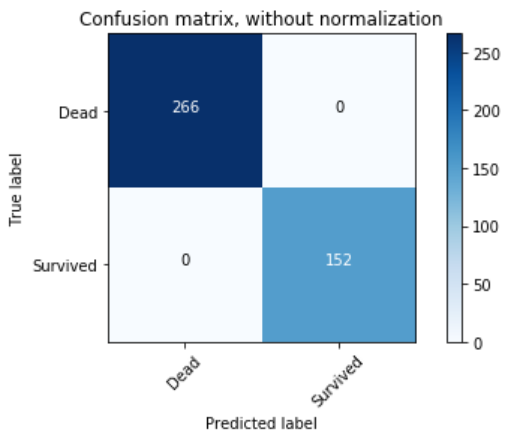 Confusion matrix, without normalization
True label
Dead
266
0
Survived
0
152
Dead
Survived
Predicted label
250
200
150
100
50
0